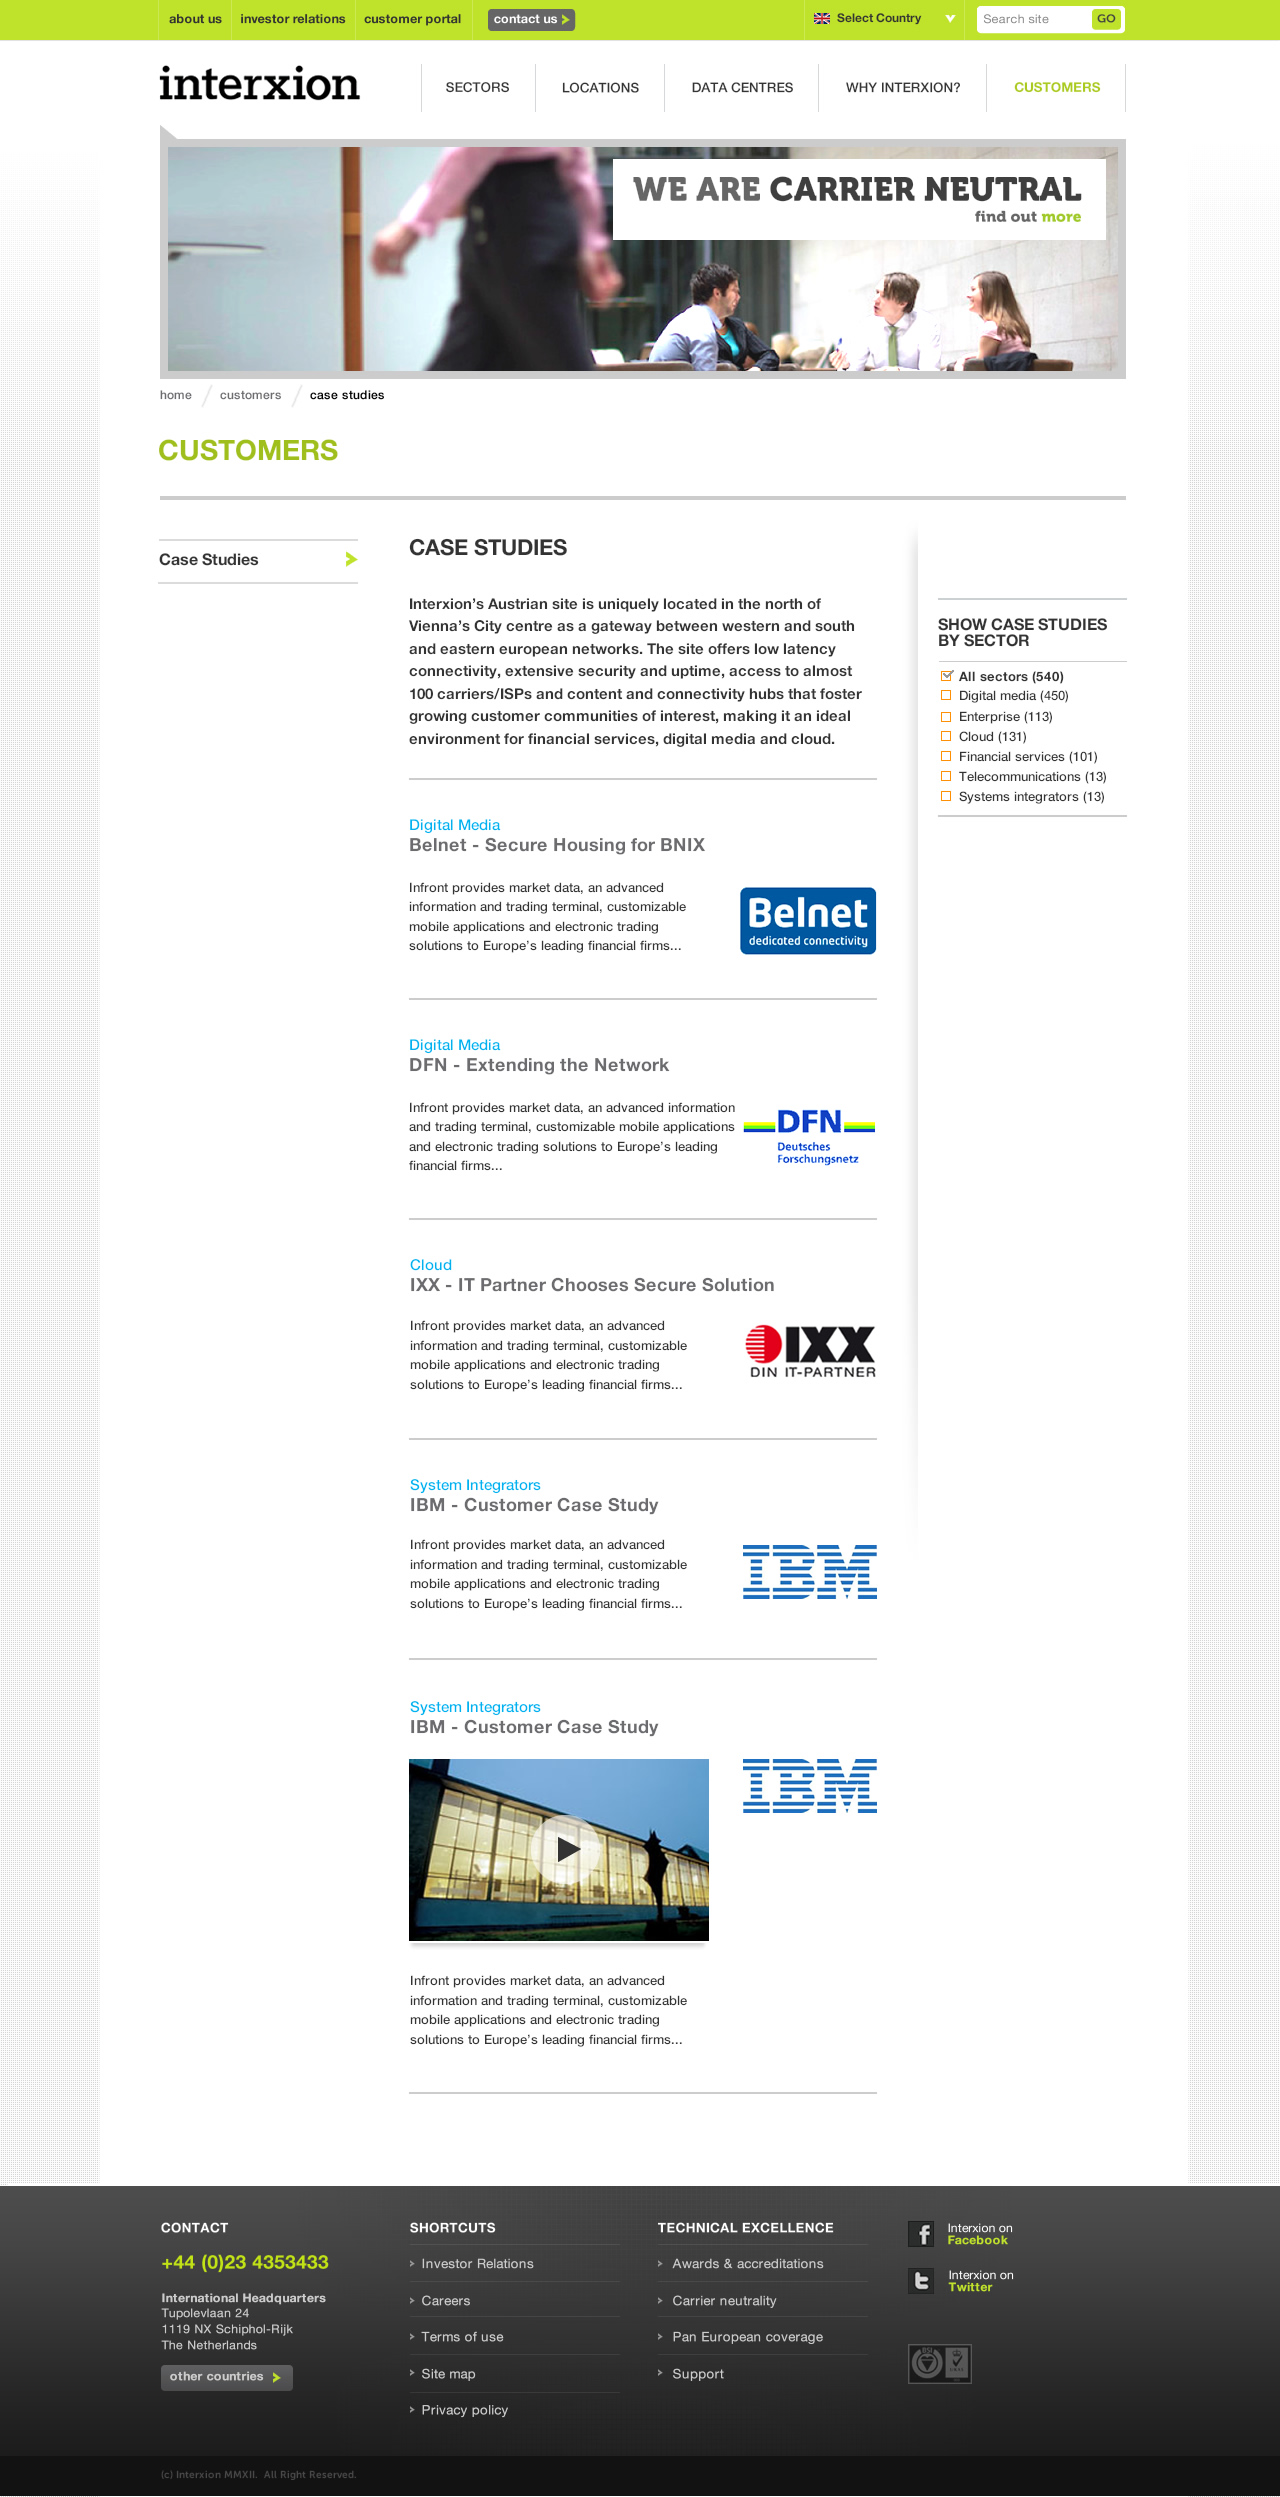 about us investor relations customer portal contact us Select Country Search site GO
interxion
SECTORS LOCATIONS DATA CENTRES WHY INTERXION? CUSTOMERS
WE ARE CARRIER NEUTRAL
find out more
home customers case studies
CUSTOMERS
Case Studies
CASE STUDIES
Interxion's Austrian site is uniquely located in the north of
Vienna's City centre as a gateway between western and south
and eastern european networks. The site offers low latency
connectivity, extensive security and uptime, access to almost
100 carriers/ISPs and content and connectivity hubs that foster
growing customer communities of interest, making it an ideal
environment for financial services, digital media and cloud.
SHOW CASE STUDIES
BY SECTOR
All sectors (540)
Digital media (450)
Enterprise (113)
Cloud (131)
Financial services (101)
Telecommunications (13)
Systems integrators (13)
Digital Media
Belnet - Secure Housing for BNIX
Infront provides market data, an advanced
information and trading terminal, customizable
mobile applications and electronic trading
solutions to Europe's leading financial firms...
Belnet
dedicated connectivity
Digital Media
DFN - Extending the Network
Infront provides market data, an advanced information
and trading terminal, customizable mobile applications
and electronic trading solutions to Europe's leading
financial firms...
DFN
Deutsches
Forschungsnetz
Cloud
IXX - IT Partner Chooses Secure Solution
Infront provides market data, an advanced
information and trading terminal, customizable
mobile applications and electronic trading
solutions to Europe's leading financial firms...
IXX
DIN IT-PARTNER
System Integrators
IBM - Customer Case Study
Infront provides market data, an advanced
information and trading terminal, customizable
mobile applications and electronic trading
solutions to Europe's leading financial firms...
IBM
System Integrators
IBM - Customer Case Study
IBM
Infront provides market data, an advanced
information and trading terminal, customizable
mobile applications and electronic trading
solutions to Europe's leading financial firms...
CONTACT
+44 (0)23 4353433
International Headquarters
Tupolevlaan 24
1119 NX Schiphol-Rijk
The Netherlands
other countries
SHORTCUTS
Investor Relations
Careers
Terms of use
Site map
Privacy policy
TECHNICAL EXCELLENCE
Awards & accreditations
Carrier neutrality
Pan European coverage
Support
Interxion on
Facebook
Interxion on
Twitter
BSI
(c) Interxion MMXII. All Right Reserved.